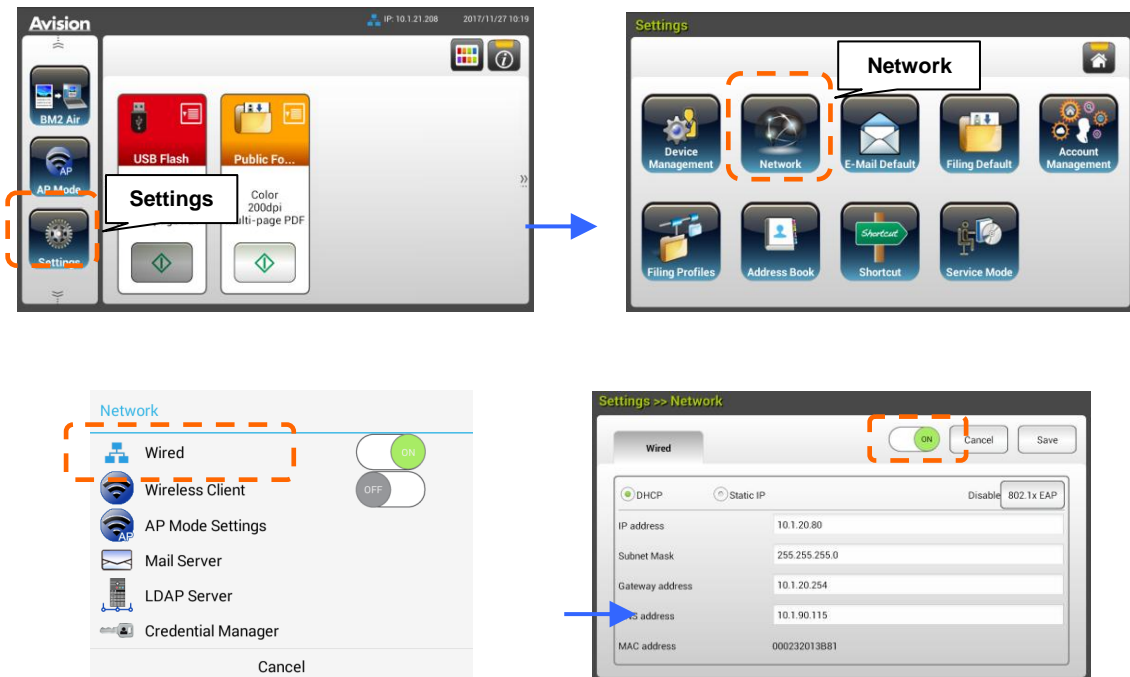 Avision
IP: 10.1.21.208
2017/11/27 10:19
BM2 Air
AP
AP Mode
Settings
USB Flash
Public Fo...
Color
200dpi
ulti-page PDF
Settings
Settings
Network
Device
Management
Network
E-Mail Default
Filing Default
Account
Management
Filing Profiles
Address Book
Shortcut
Shortcut
Service Mode
Network
Wired
ON
Wireless Client
OFF
AP
AP Mode Settings
Mail Server
LDAP Server
Credential Manager
Cancel
Settings >> Network
Wired
ON
Cancel
Save
DHCP
Static IP
Disable
802.1x EAP
IP address
10.1.20.80
Subnet Mask
255.255.255.0
Gateway address
10.1.20.254
address
10.1.90.115
MAC address
000232013B81